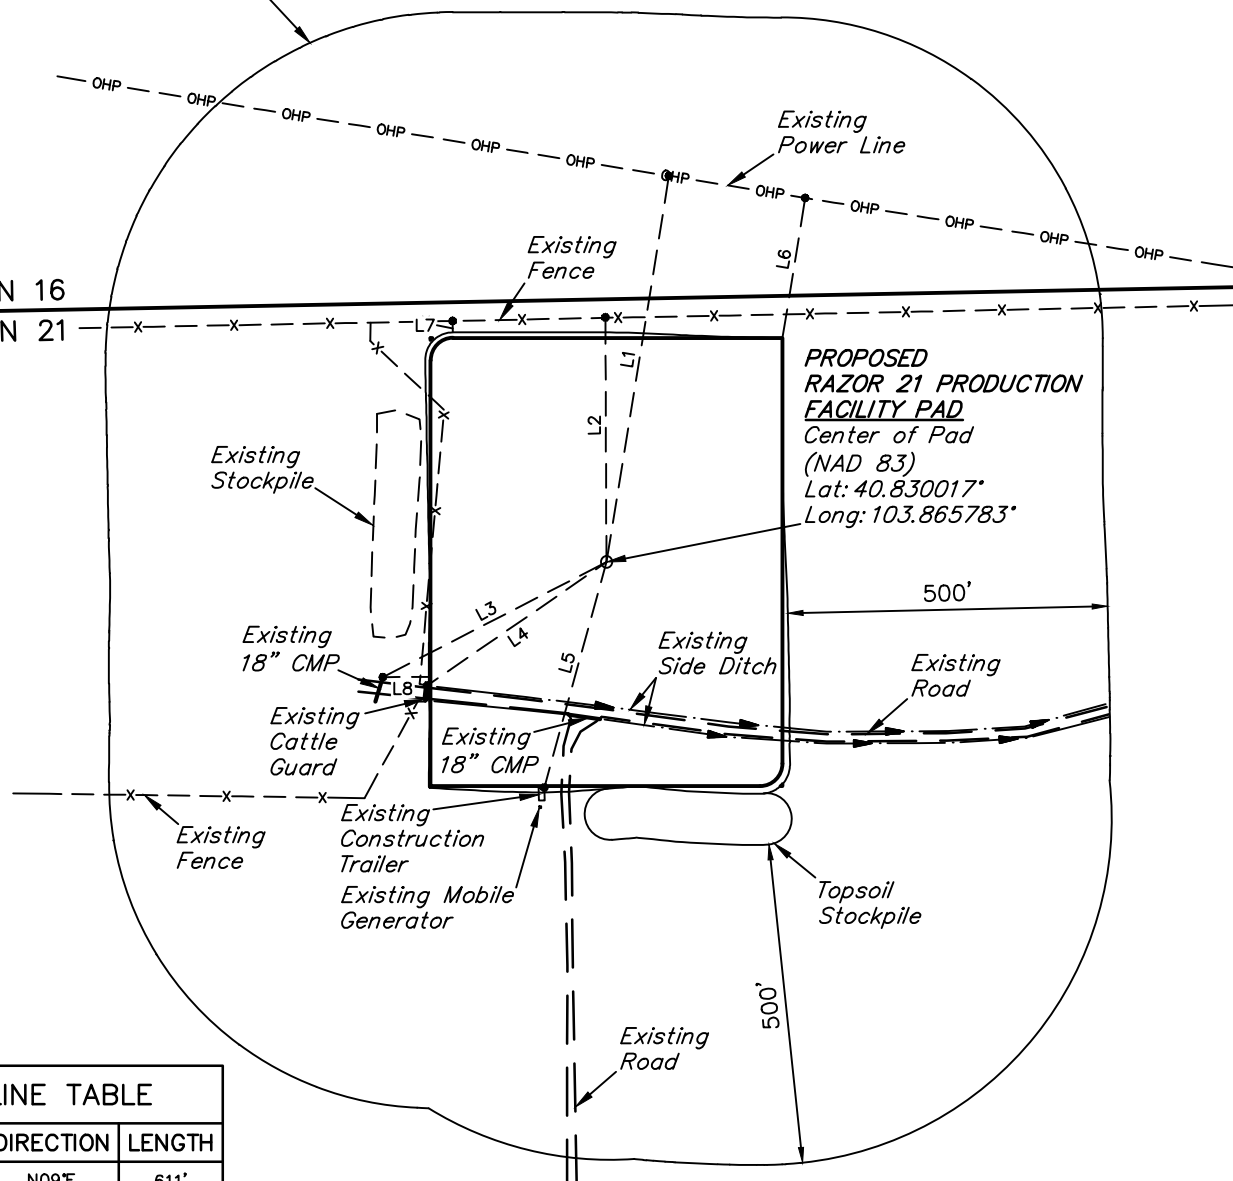 OHP OHP OHP OHP OHP OHP OHP OHP OHP OHP OHP OHP
Existing
Power Line
Existing
Fence
L6
N 16
N 21
X X X X X X X X X X
L7
L1
L2
PROPOSED
RAZOR 21 PRODUCTION
FACILITY PAD
Center of Pad
(NAD 83)
Lat: 40.830017°
Long: 103.865783°
Existing
Stockpile
X X X X X
500'
L3
L4
L5
Existing
18" CMP
Existing
Side Ditch
Existing
Road
L8
Existing
Cattle
Guard
Existing
18" CMP
X X X
Existing
Fence
Existing
Construction
Trailer
Existing Mobile
Generator
Topsoil
Stockpile
500'
Existing
Road
LINE TABLE
DIRECTION LENGTH
N09°E 611'